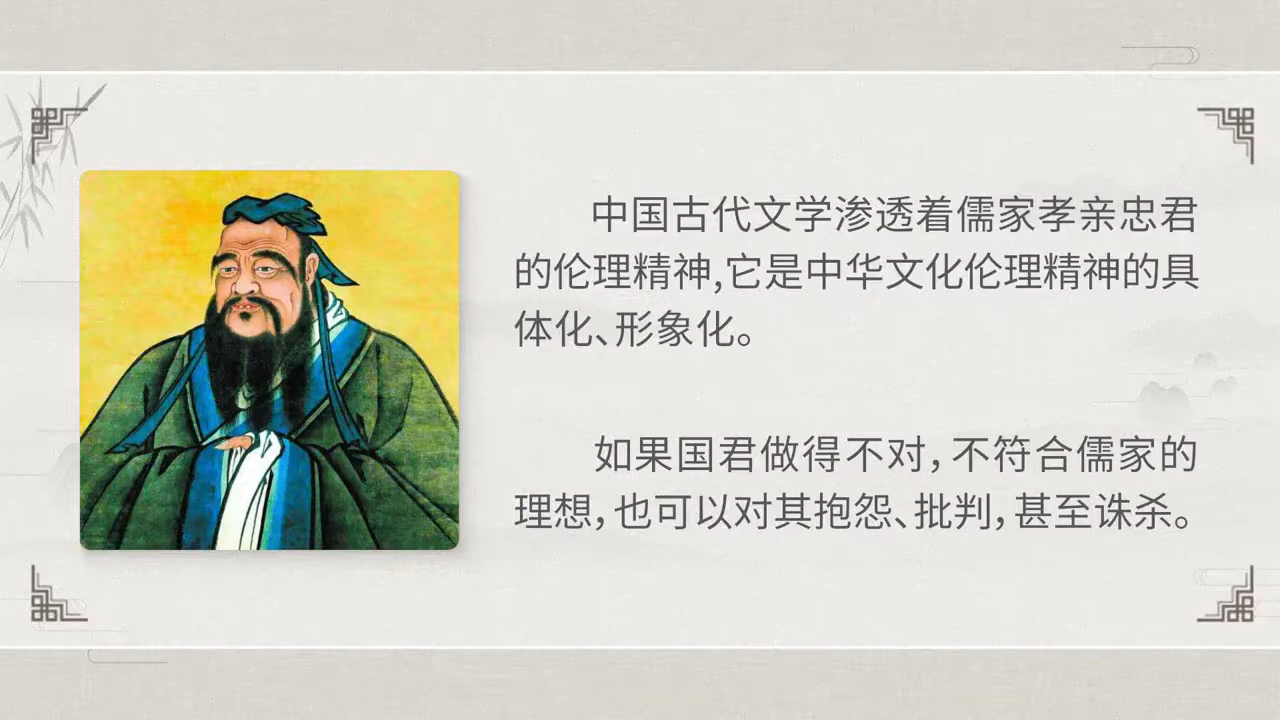 中国古代文学渗透着儒家孝亲忠君
的伦理精神,它是中华文化伦理精神的具
体化、形象化。
如果国君做得不对，不符合儒家的
理想，也可以对其抱怨、批判，甚至诛杀。